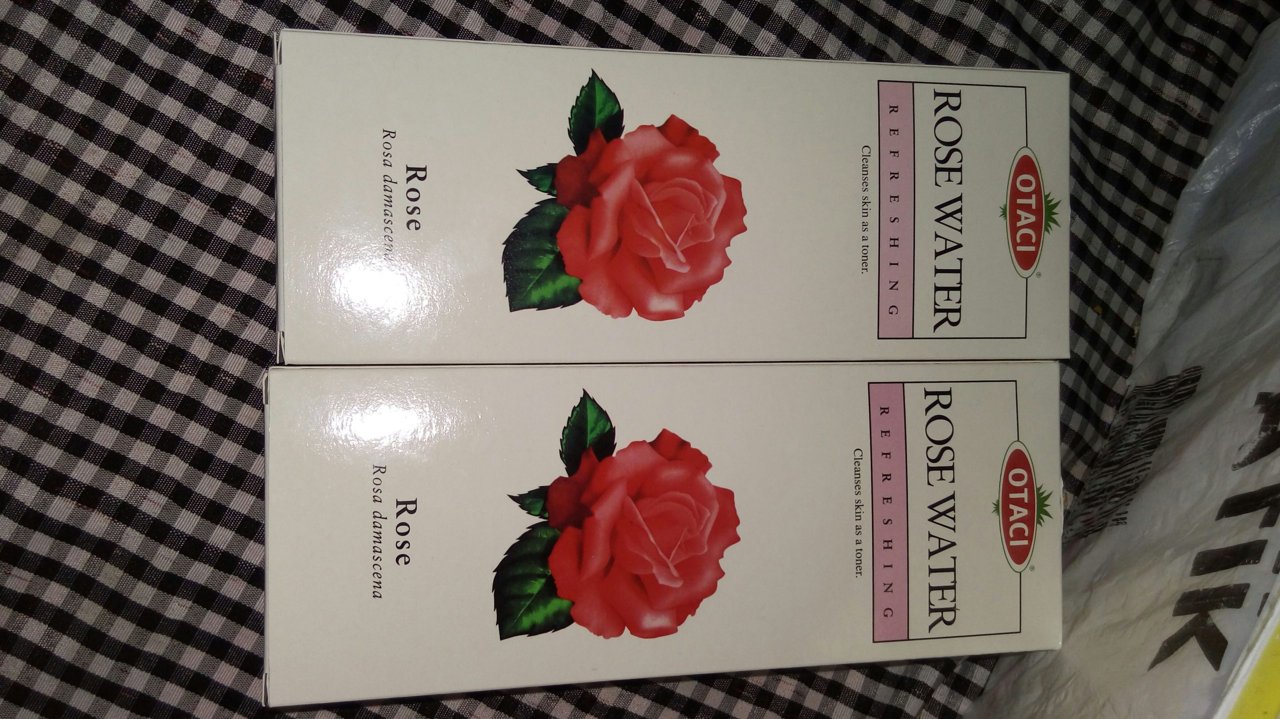 OTACI
ROSE WATER
REFRESHING
Cleanses skin as a toner.
Rose
Rosa damascena
OTACI
ROSE WATER
REFRESHING
Cleanses skin as a toner.
Rose
Rosa damascena